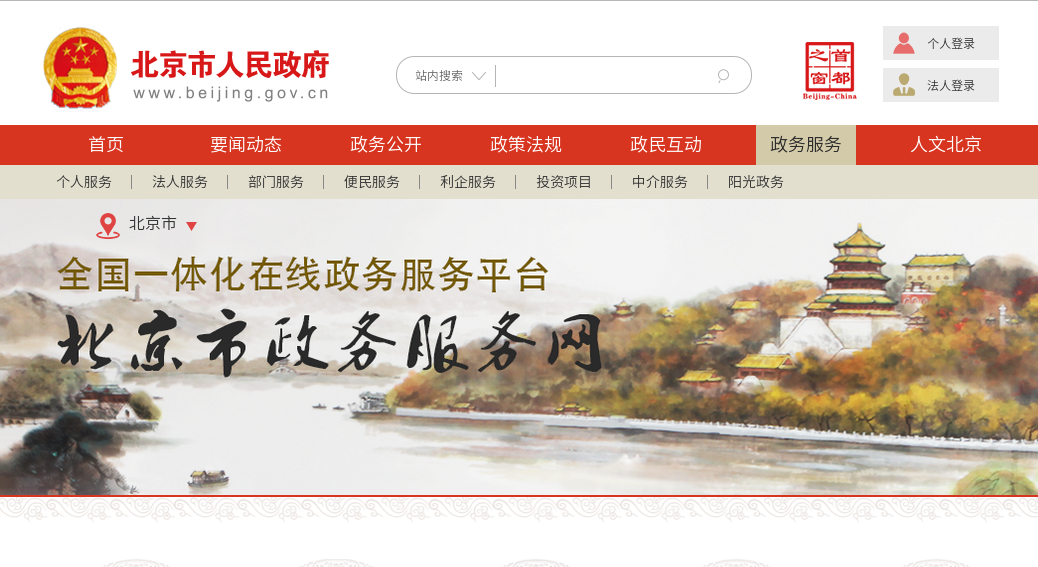 北京市人民政府
www.beijing.gov.cn
站内搜索
首都之窗
Beijing-China
个人登录
法人登录
首页 要闻动态 政务公开 政策法规 政民互动 政务服务 人文北京
个人服务 法人服务 部门服务 便民服务 利企服务 投资项目 中介服务 阳光政务
北京市
全国一体化在线政务服务平台
北京市政务服务网